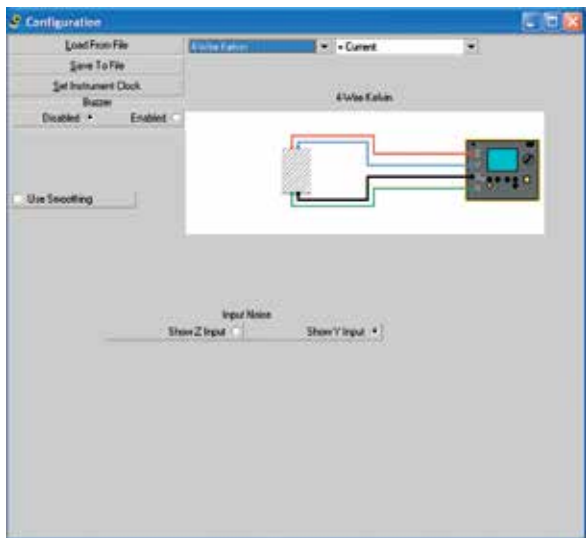 Configuration
Load From File
4-Wire Kelvin
+ Current
Save To File
Set Instrument Clock
Buzzer
4-Wire Kelvin
Disabled
Enabled
Use Smoothing
Input Noise
Show Z Input
Show Y Input